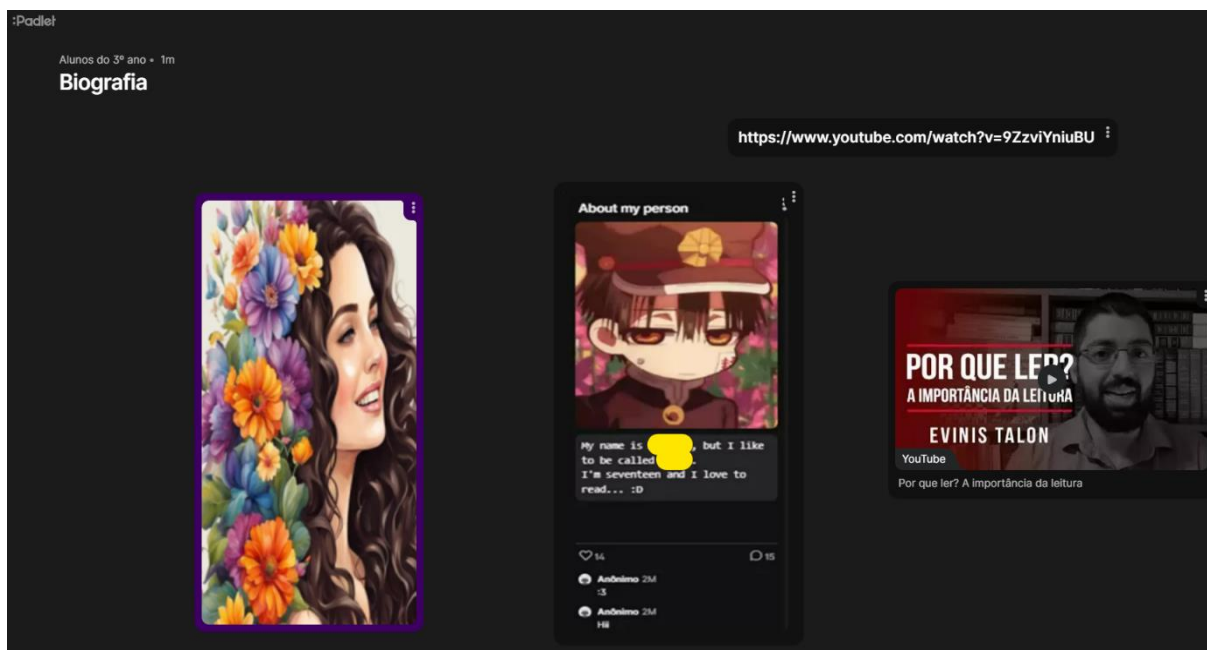 :Padlet
Alunos do 3º ano • 1m
Biografia
https://www.youtube.com/watch?v=9ZzviYniuBU
About my person
My name is , but I like
to be called .
I'm seventeen and I love to
read... :D
14 15
Anônimo 2M
:3
Anônimo 2M
Hii
POR QUE LER?
A IMPORTÂNCIA DA LEITURA
EVINIS TALON
YouTube
Por que ler? A importância da leitura